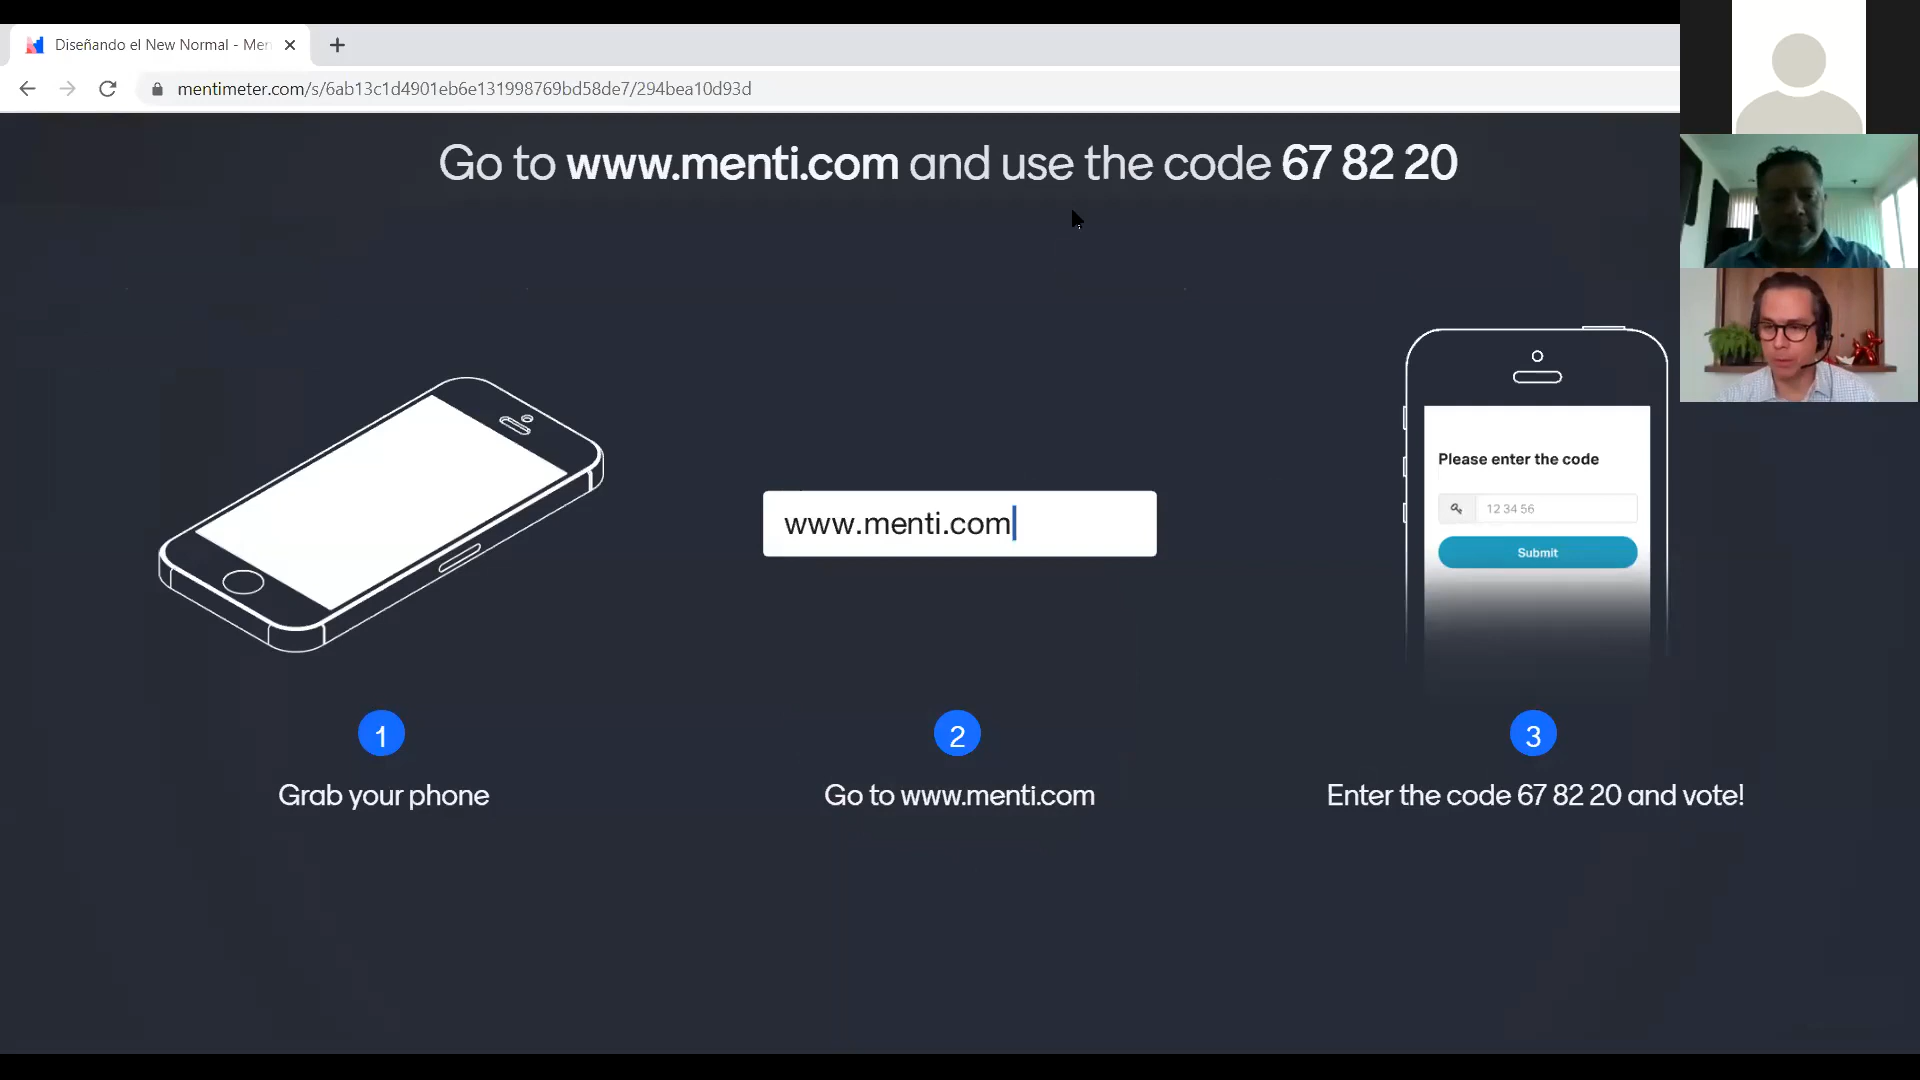 Diseñando el New Normal - Men
mentimeter.com/s/6ab13c1d4901eb6e131998769bd58de7/294bea10d93d
Go to www.menti.com and use the code 67 82 20
www.menti.com
Please enter the code
12 34 56
Submit
1
2
3
Grab your phone
Go to www.menti.com
Enter the code 67 82 20 and vote!